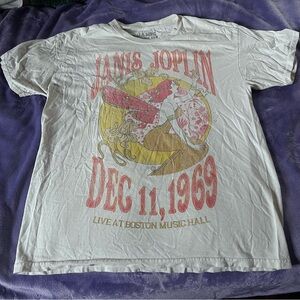 JANIS JOPLIN
DEC 11, 1969
LIVE AT BOSTON MUSIC HALL